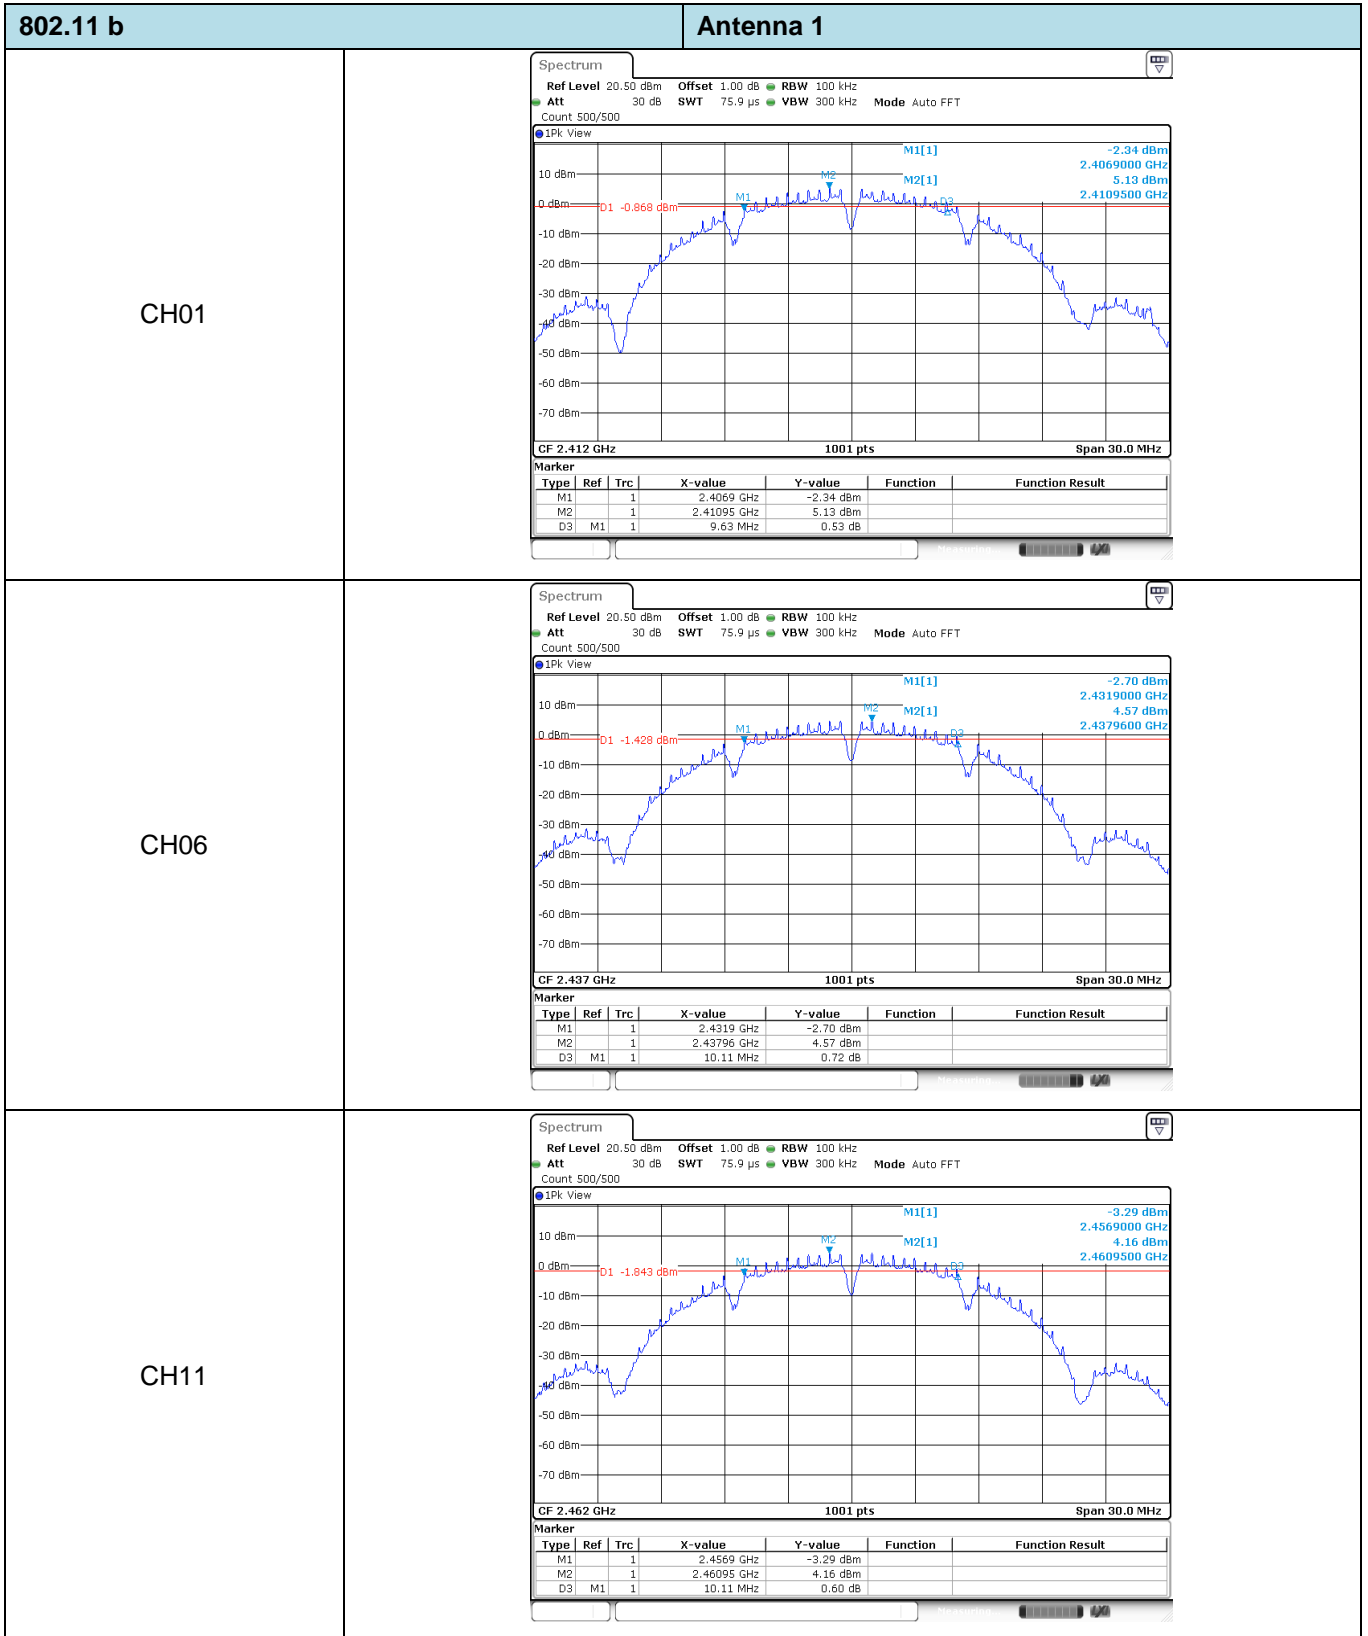 802.11 b Antenna 1
CH01
Spectrum
Ref Level 20.50 dBm Offset 1.00 dB RBW 100 kHz
Att 30 dB SWT 75.9 µs VBW 300 kHz Mode Auto FFT
Count 500/500
1Pk View
M1[1] -2.34 dBm
2.4069000 GHz
M2[1] 5.13 dBm
2.4109500 GHz
10 dBm
M2
M1
D3
0 dBm
D1 -0.868 dBm
-10 dBm
-20 dBm
-30 dBm
-40 dBm
-50 dBm
-60 dBm
-70 dBm
CF 2.412 GHz 1001 pts Span 30.0 MHz
Marker
Type Ref Trc X-value Y-value Function Function Result
M1 1 2.4069 GHz -2.34 dBm
M2 1 2.41095 GHz 5.13 dBm
D3 M1 1 9.63 MHz 0.53 dB
Measuring...
CH06
Spectrum
Ref Level 20.50 dBm Offset 1.00 dB RBW 100 kHz
Att 30 dB SWT 75.9 µs VBW 300 kHz Mode Auto FFT
Count 500/500
1Pk View
M1[1] -2.70 dBm
2.4319000 GHz
M2[1] 4.57 dBm
2.4379600 GHz
10 dBm
M2
M1
D3
0 dBm
D1 -1.428 dBm
-10 dBm
-20 dBm
-30 dBm
-40 dBm
-50 dBm
-60 dBm
-70 dBm
CF 2.437 GHz 1001 pts Span 30.0 MHz
Marker
Type Ref Trc X-value Y-value Function Function Result
M1 1 2.4319 GHz -2.70 dBm
M2 1 2.43796 GHz 4.57 dBm
D3 M1 1 10.11 MHz 0.72 dB
Measuring...
CH11
Spectrum
Ref Level 20.50 dBm Offset 1.00 dB RBW 100 kHz
Att 30 dB SWT 75.9 µs VBW 300 kHz Mode Auto FFT
Count 500/500
1Pk View
M1[1] -3.29 dBm
2.4569000 GHz
M2[1] 4.16 dBm
2.4609500 GHz
10 dBm
M2
M1
D3
0 dBm
D1 -1.843 dBm
-10 dBm
-20 dBm
-30 dBm
-40 dBm
-50 dBm
-60 dBm
-70 dBm
CF 2.462 GHz 1001 pts Span 30.0 MHz
Marker
Type Ref Trc X-value Y-value Function Function Result
M1 1 2.4569 GHz -3.29 dBm
M2 1 2.46095 GHz 4.16 dBm
D3 M1 1 10.11 MHz 0.60 dB
Measuring...